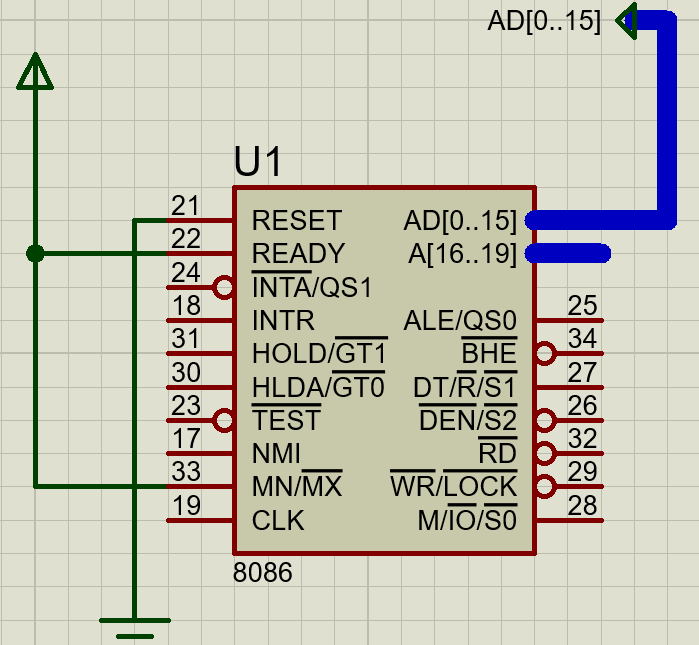 AD[0..15]
U1
21 RESET AD[0..15]
22 READY A[16..19]
24 INTA/QS1
18 INTR ALE/QS0 25
31 HOLD/GT1 BHE 34
30 HLDA/GT0 DT/R/S1 27
23 TEST DEN/S2 26
17 NMI RD 32
33 MN/MX WR/LOCK 29
19 CLK M/IO/S0 28
8086